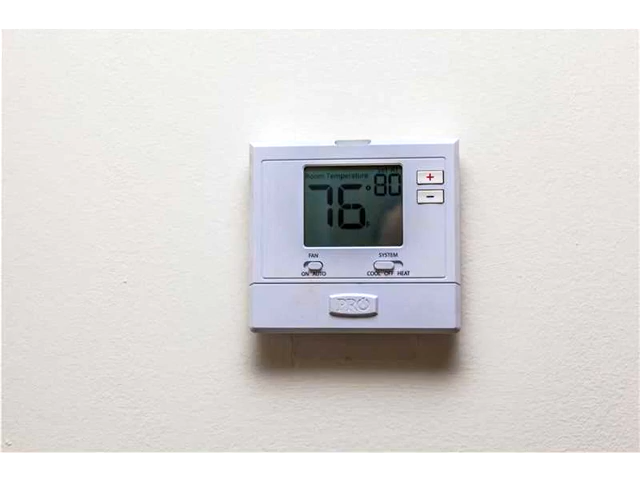 Room Temperature
76 80
+
-
FAN
ON AUTO
SYSTEM
COOL OFF HEAT
PRO